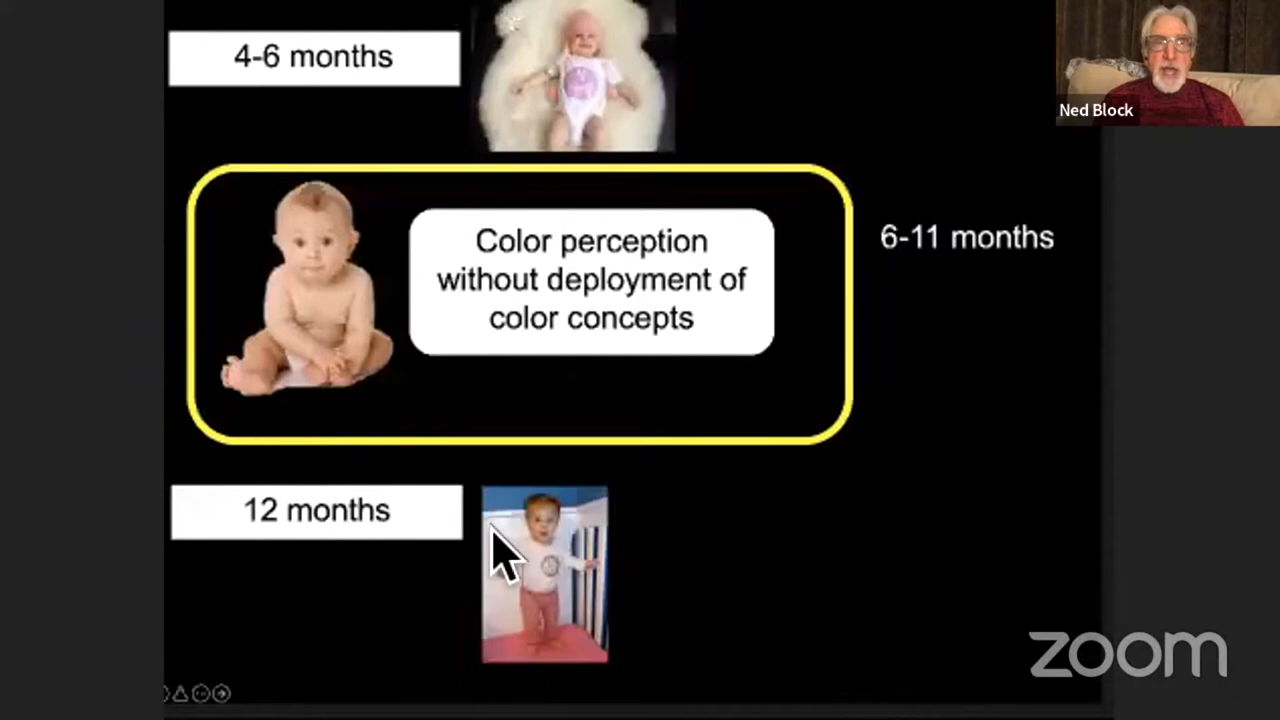 4-6 months
Ned Block
Color perception
without deployment of
color concepts
6-11 months
12 months
zoom